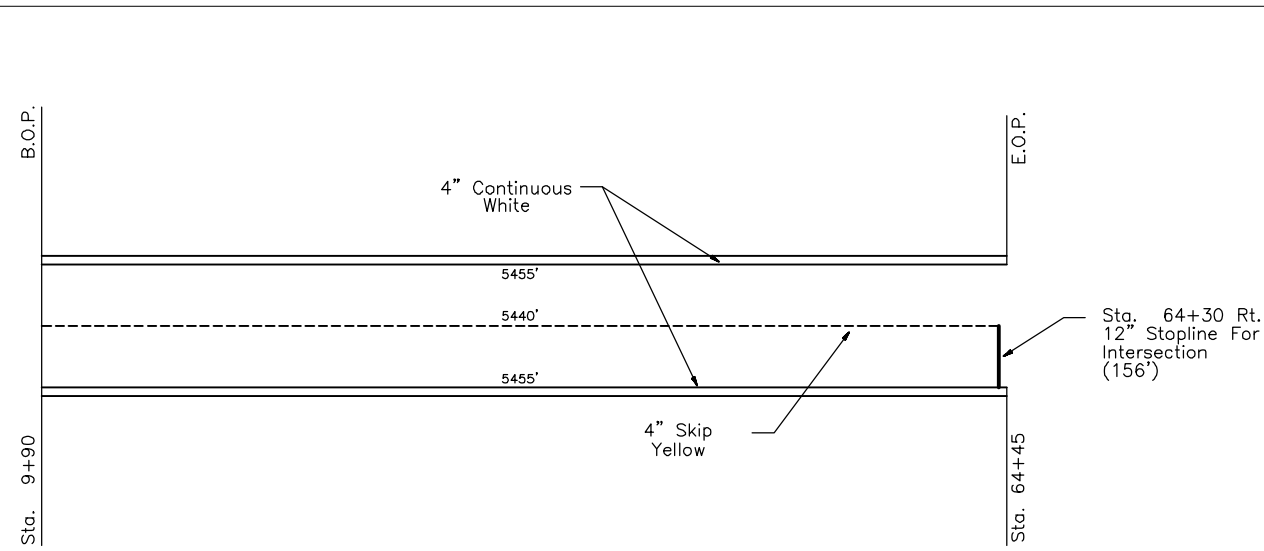 B.O.P.
E.O.P.
4” Continuous
White
5455’
5440’
Sta. 64+30 Rt.
12” Stopline For
Intersection
(156’)
5455’
4” Skip
Yellow
Sta. 9+90
Sta. 64+45